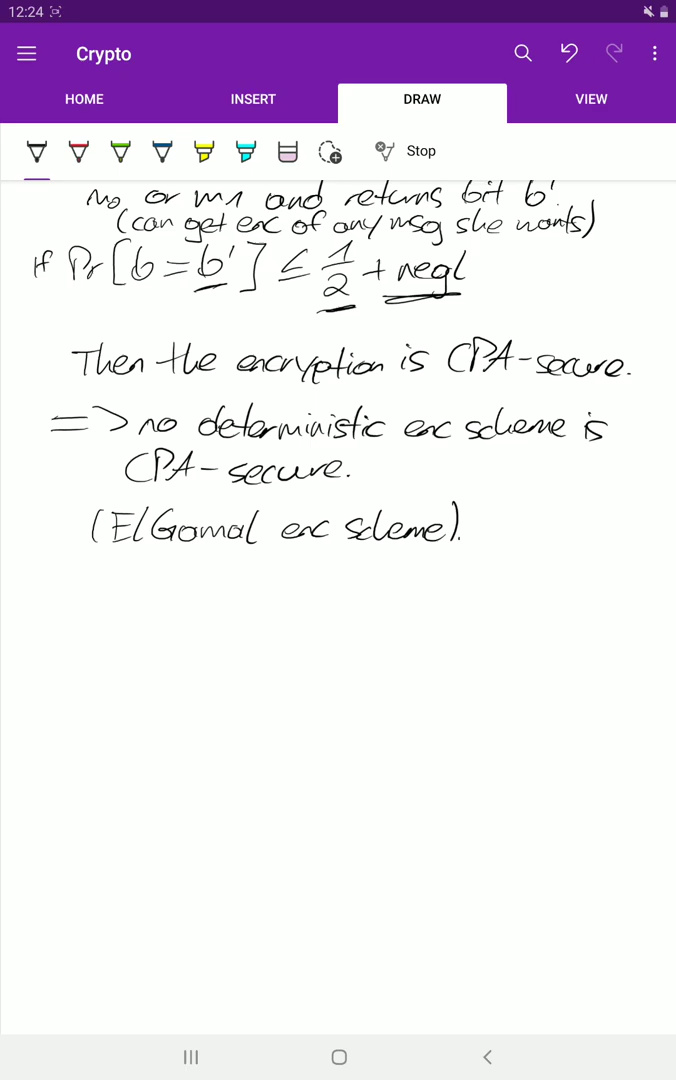 12:24
Crypto
HOME INSERT DRAW VIEW
Stop
m0 or m1 and returns bit b'.
(can get enc of any msg she wants)
if Pr[b = b'] ≤ 1/2 + negl
Then the encryption is CPA-secure.
=> no deterministic enc scheme is
CPA-secure.
(ElGamal enc scheme).